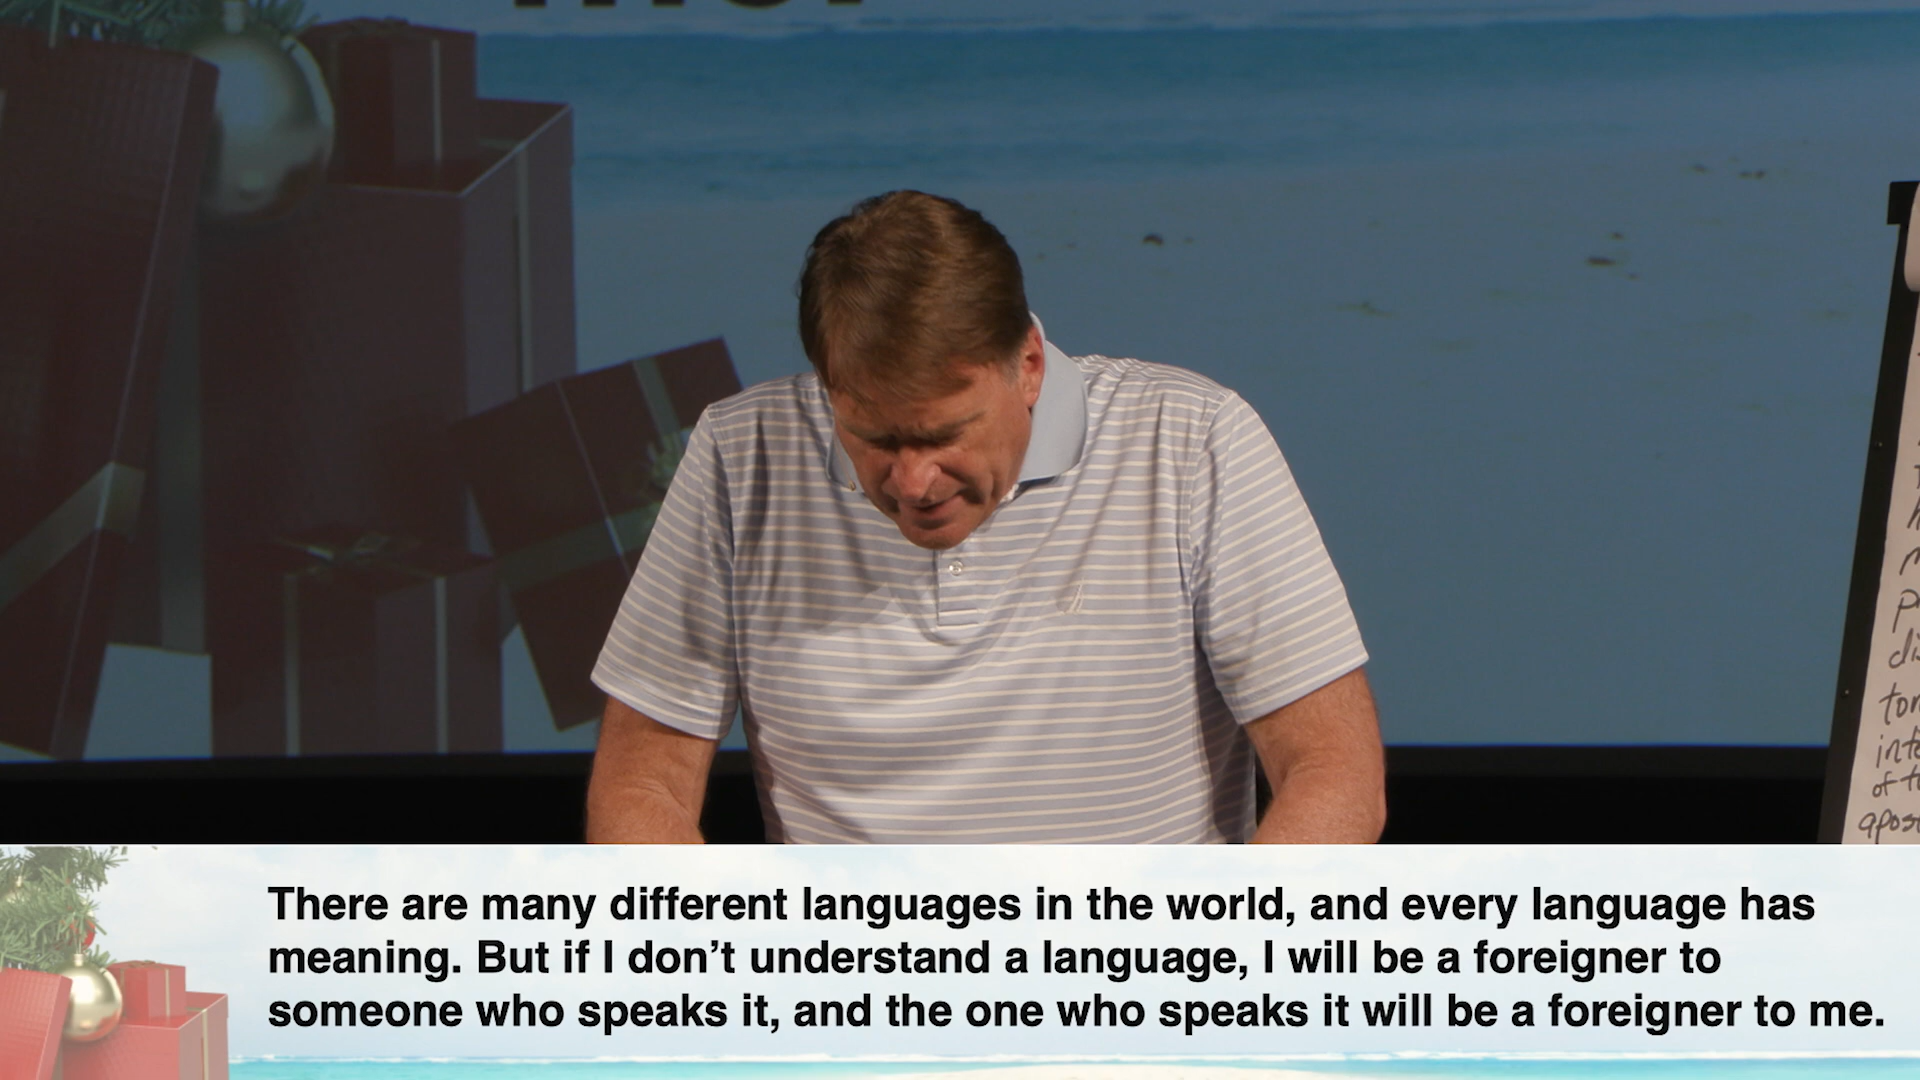 There are many different languages in the world, and every language has
meaning. But if I don’t understand a language, I will be a foreigner to
someone who speaks it, and the one who speaks it will be a foreigner to me.